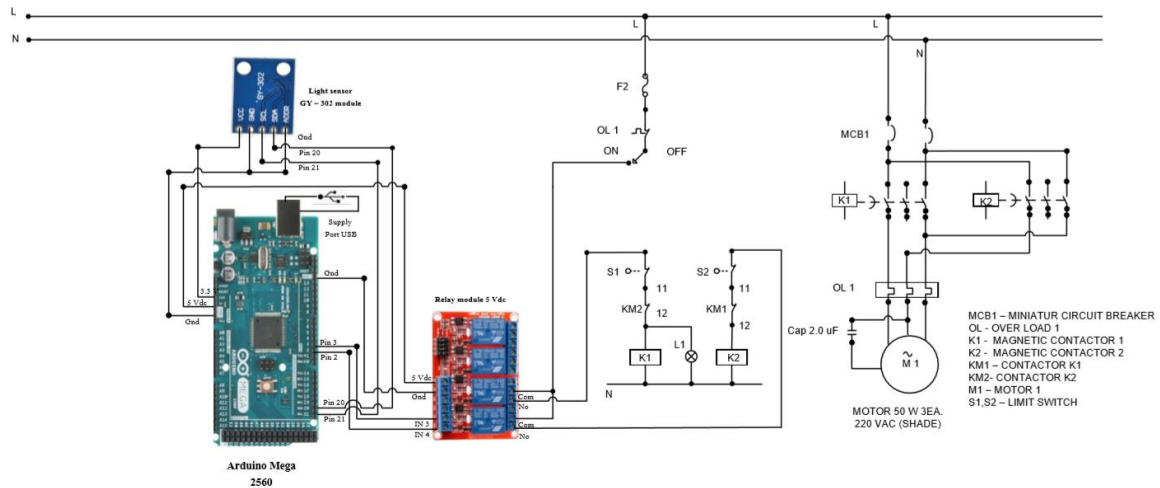 L
N
L
L
N
GY-302
VCC
GND
SCL
SDA
ADDR
Light sensor
GY – 302 module
Gnd
Pin 20
Pin 21
F2
OL 1
ON
OFF
MCB1
K1
K2
Supply
Port USB
Gnd
5 Vdc
Gnd
Pin 3
Pin 2
Pin 20
Pin 21
ARDUINO
MEGA
Relay module 5 Vdc
5 Vdc
Gnd
IN 3
IN 4
Com
No
Com
No
S1
S2
11
11
KM2
KM1
12
12
L1
K1
K2
N
OL 1
Cap 2.0 uF
M 1
MOTOR 50 W 3EA.
220 VAC (SHADE)
MCB1 – MINIATUR CIRCUIT BREAKER
OL - OVER LOAD 1
K1 - MAGNETIC CONTACTOR 1
K2 - MAGNETIC CONTACTOR 2
KM1 – CONTACTOR K1
KM2- CONTACTOR K2
M1 – MOTOR 1
S1,S2 – LIMIT SWITCH
Arduino Mega
2560